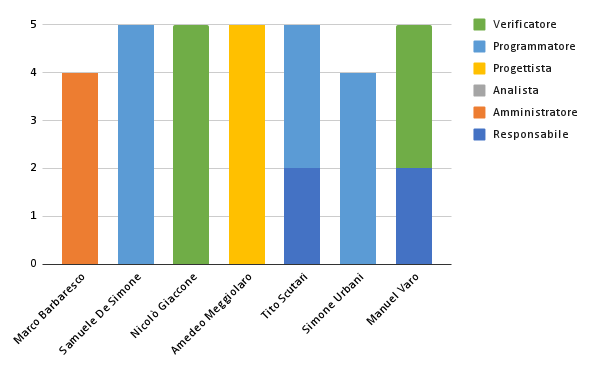 5
4
3
2
1
0
Marco Barbaresco
Samuele De Simone
Nicolò Giaccone
Amedeo Meggiolaro
Tito Scutari
Simone Urbani
Manuel Varo
Verificatore
Programmatore
Progettista
Analista
Amministratore
Responsabile